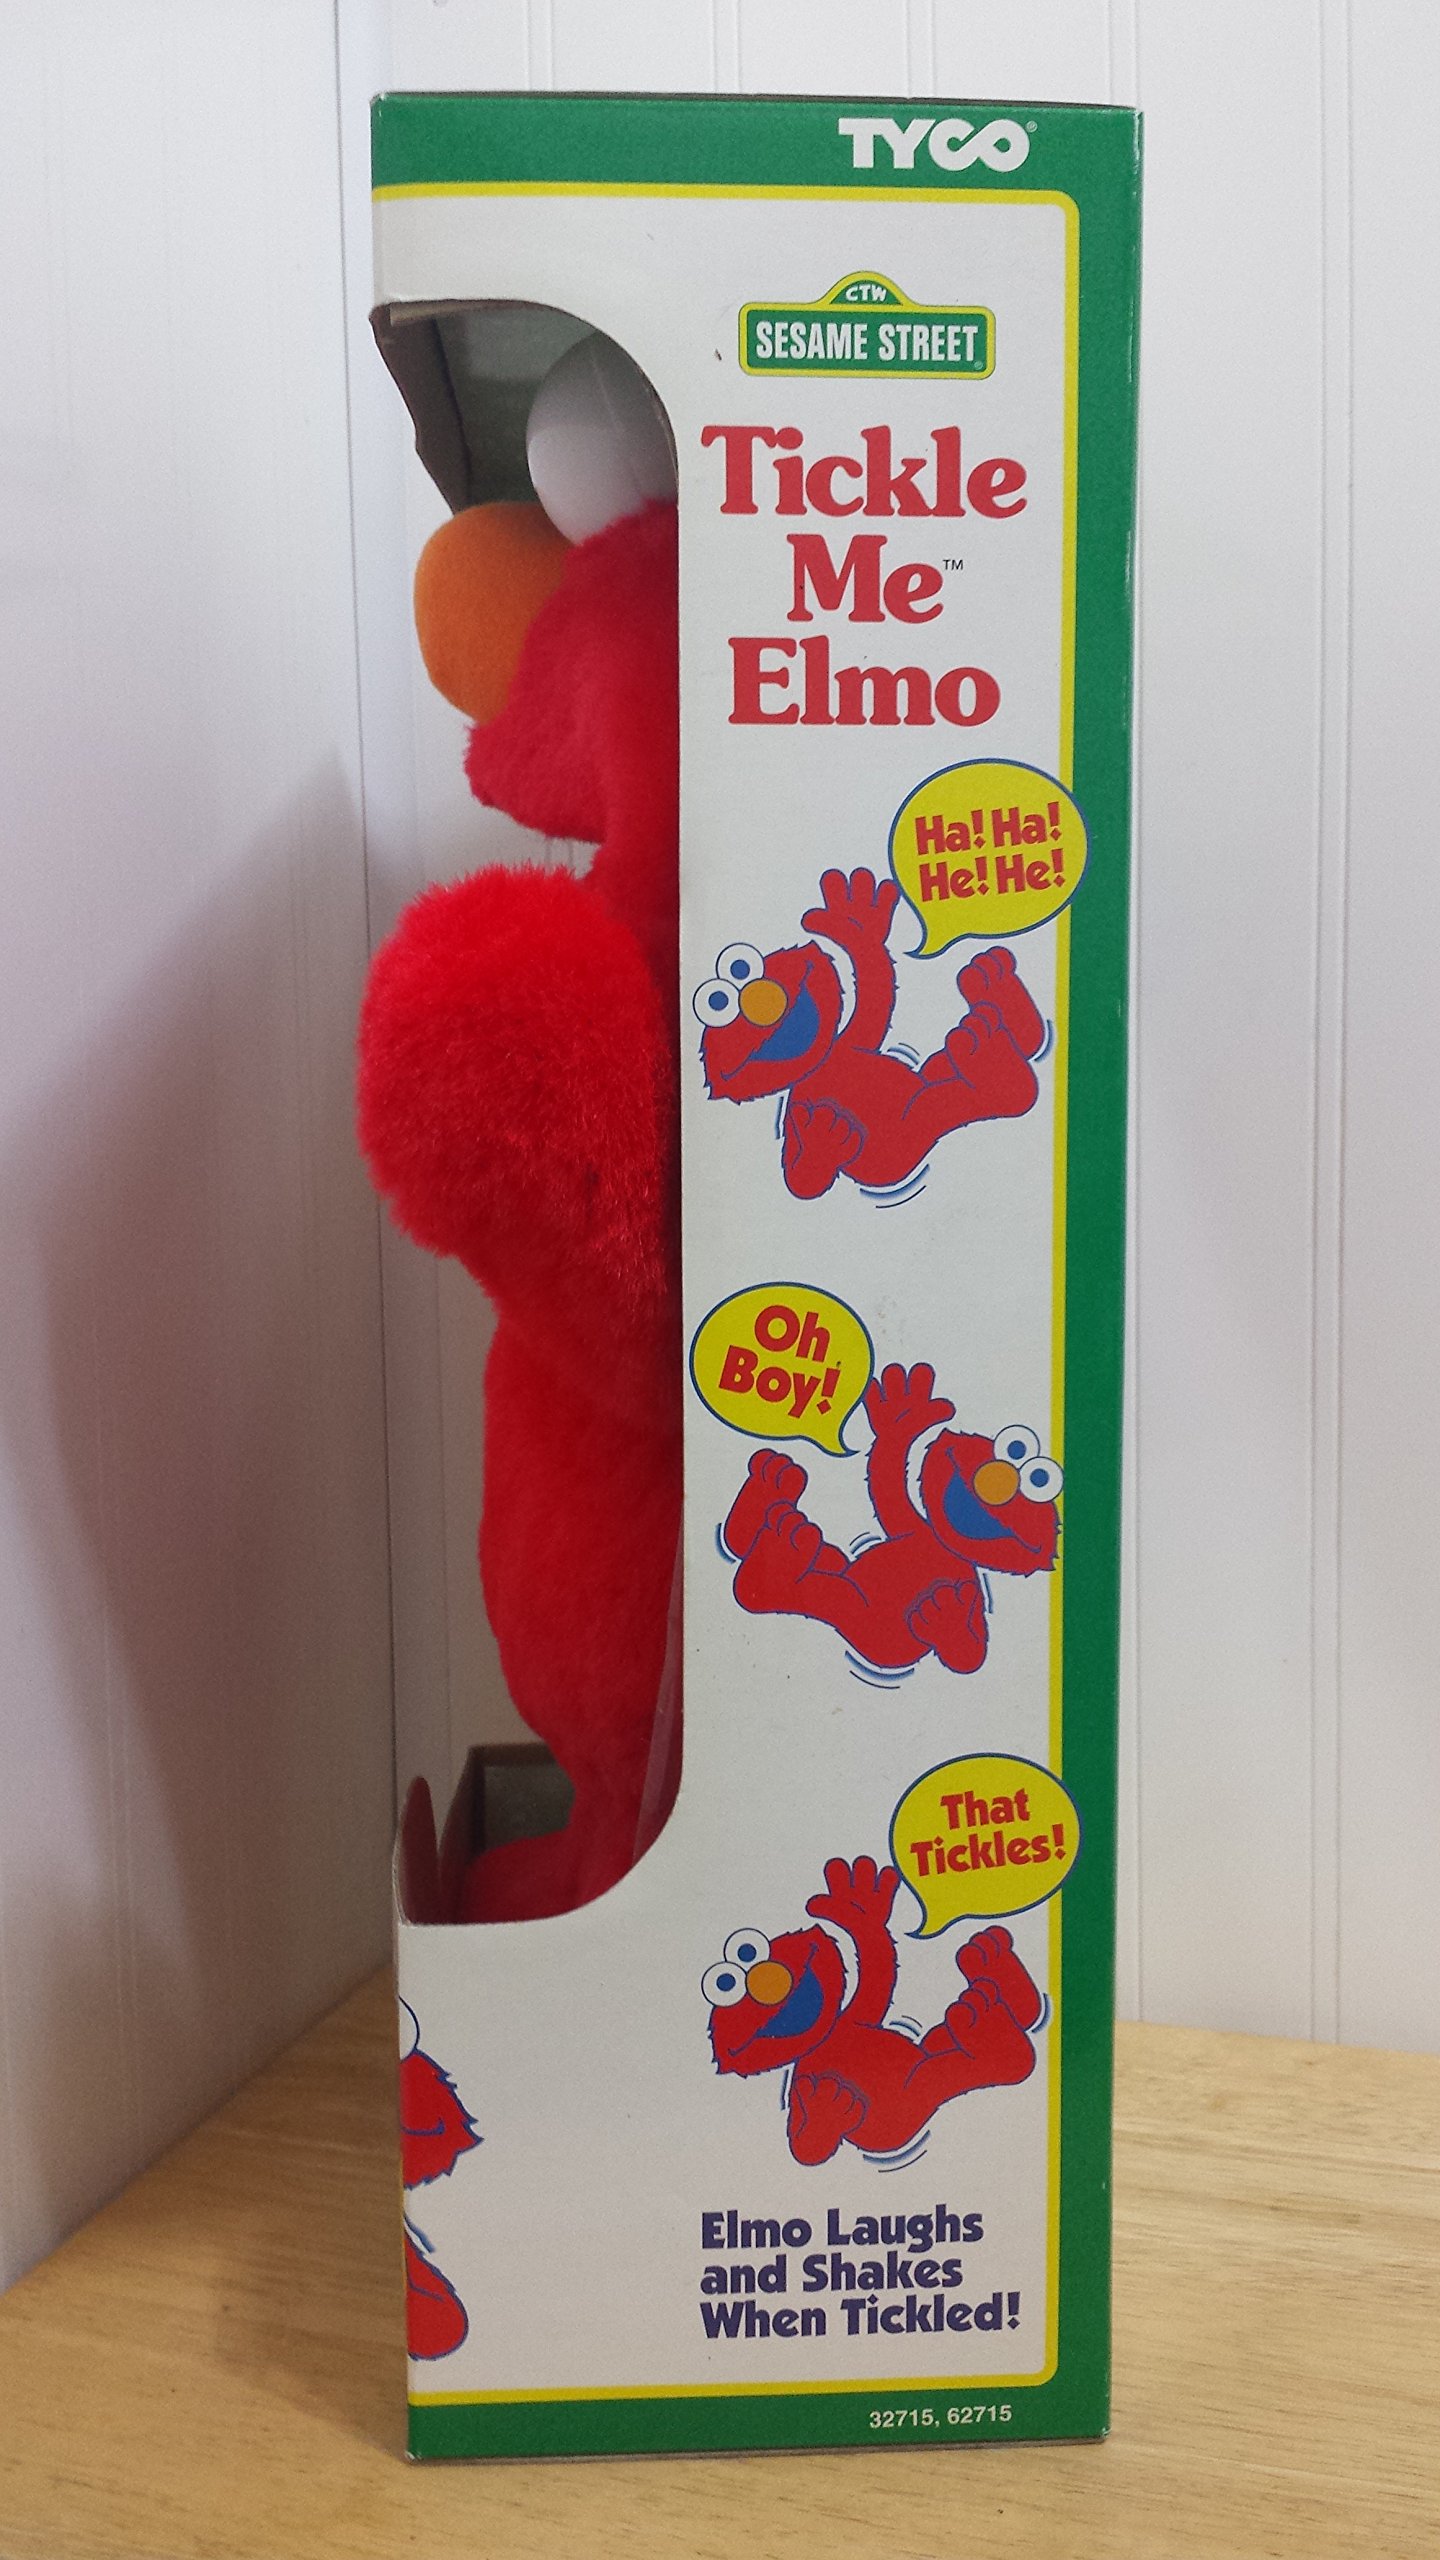 TYCO®
CTW
SESAME STREET®
Tickle
Me™
Elmo
Ha! Ha!
He! He!
Oh
Boy!
That
Tickles!
Elmo Laughs
and Shakes
When Tickled!
32715, 62715